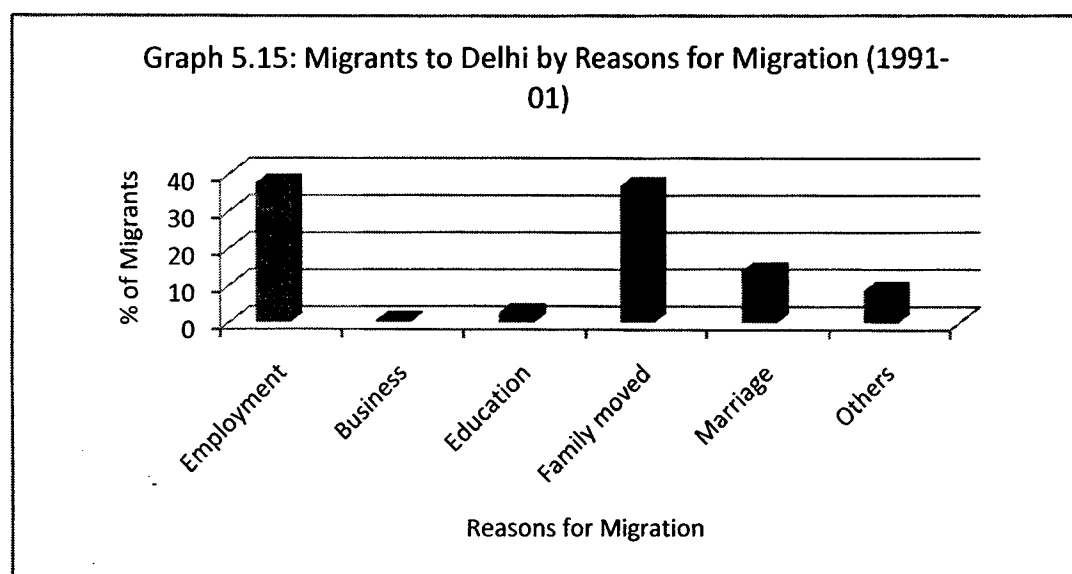 Graph 5.15: Migrants to Delhi by Reasons for Migration (1991-
01)
% of Migrants
40
30
20
10
0
Employment
Business
Education
Family moved
Marriage
Others
Reasons for Migration